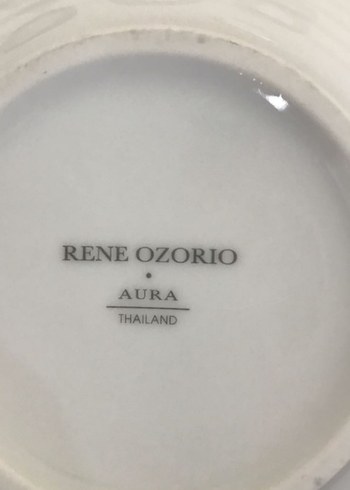 RENE OZORIO
•
AURA
THAILAND